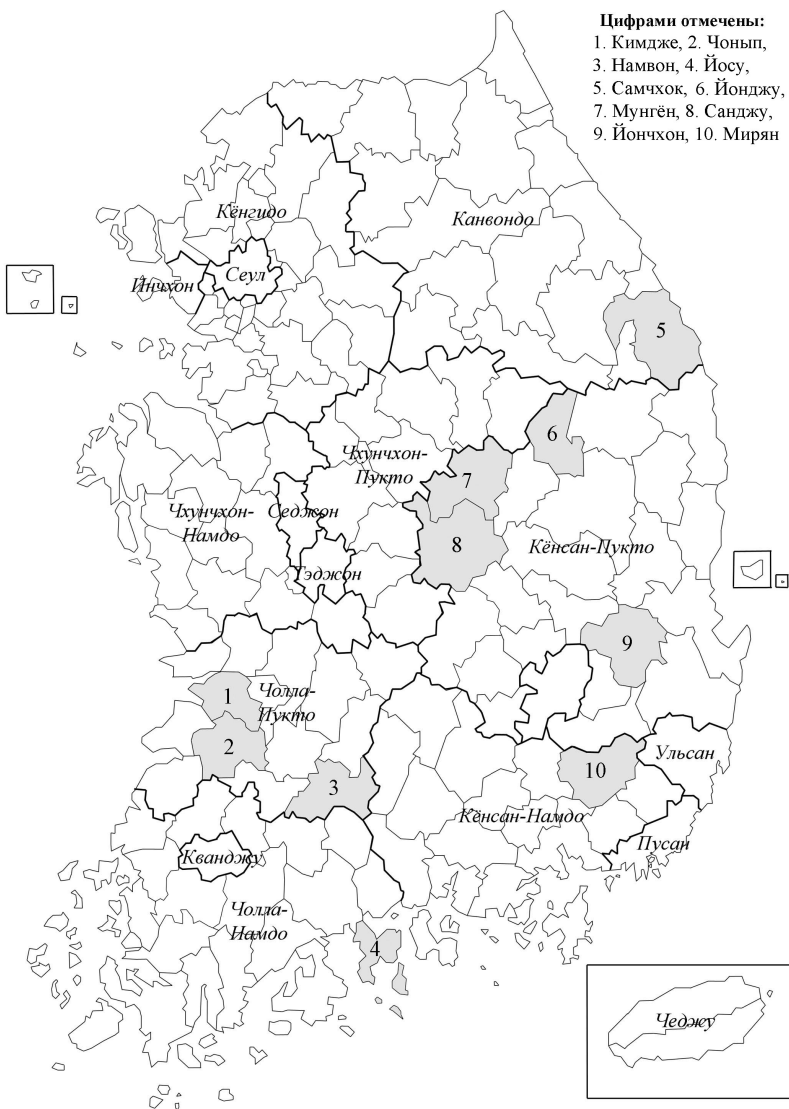 Цифрами отмечены:
1. Кимдже, 2. Чонып,
3. Намвон, 4. Йосу,
5. Самчхок, 6. Йонджу,
7. Мунгён, 8. Санджу,
9. Йончхон, 10. Мирян
Кёнгидо
Канвондо
Инчхон
Сеул
5
6
Чхунчхон-
Пукто
7
Чхунчхон-
Намдо
Седжон
8
Кёнсан-Пукто
Тэджон
9
1
Чолла-
Пукто
2
Ульсан
10
3
Кёнсан-Намдо
Пусан
Кванджу
Чолла-
Намдо
4
Чеджу